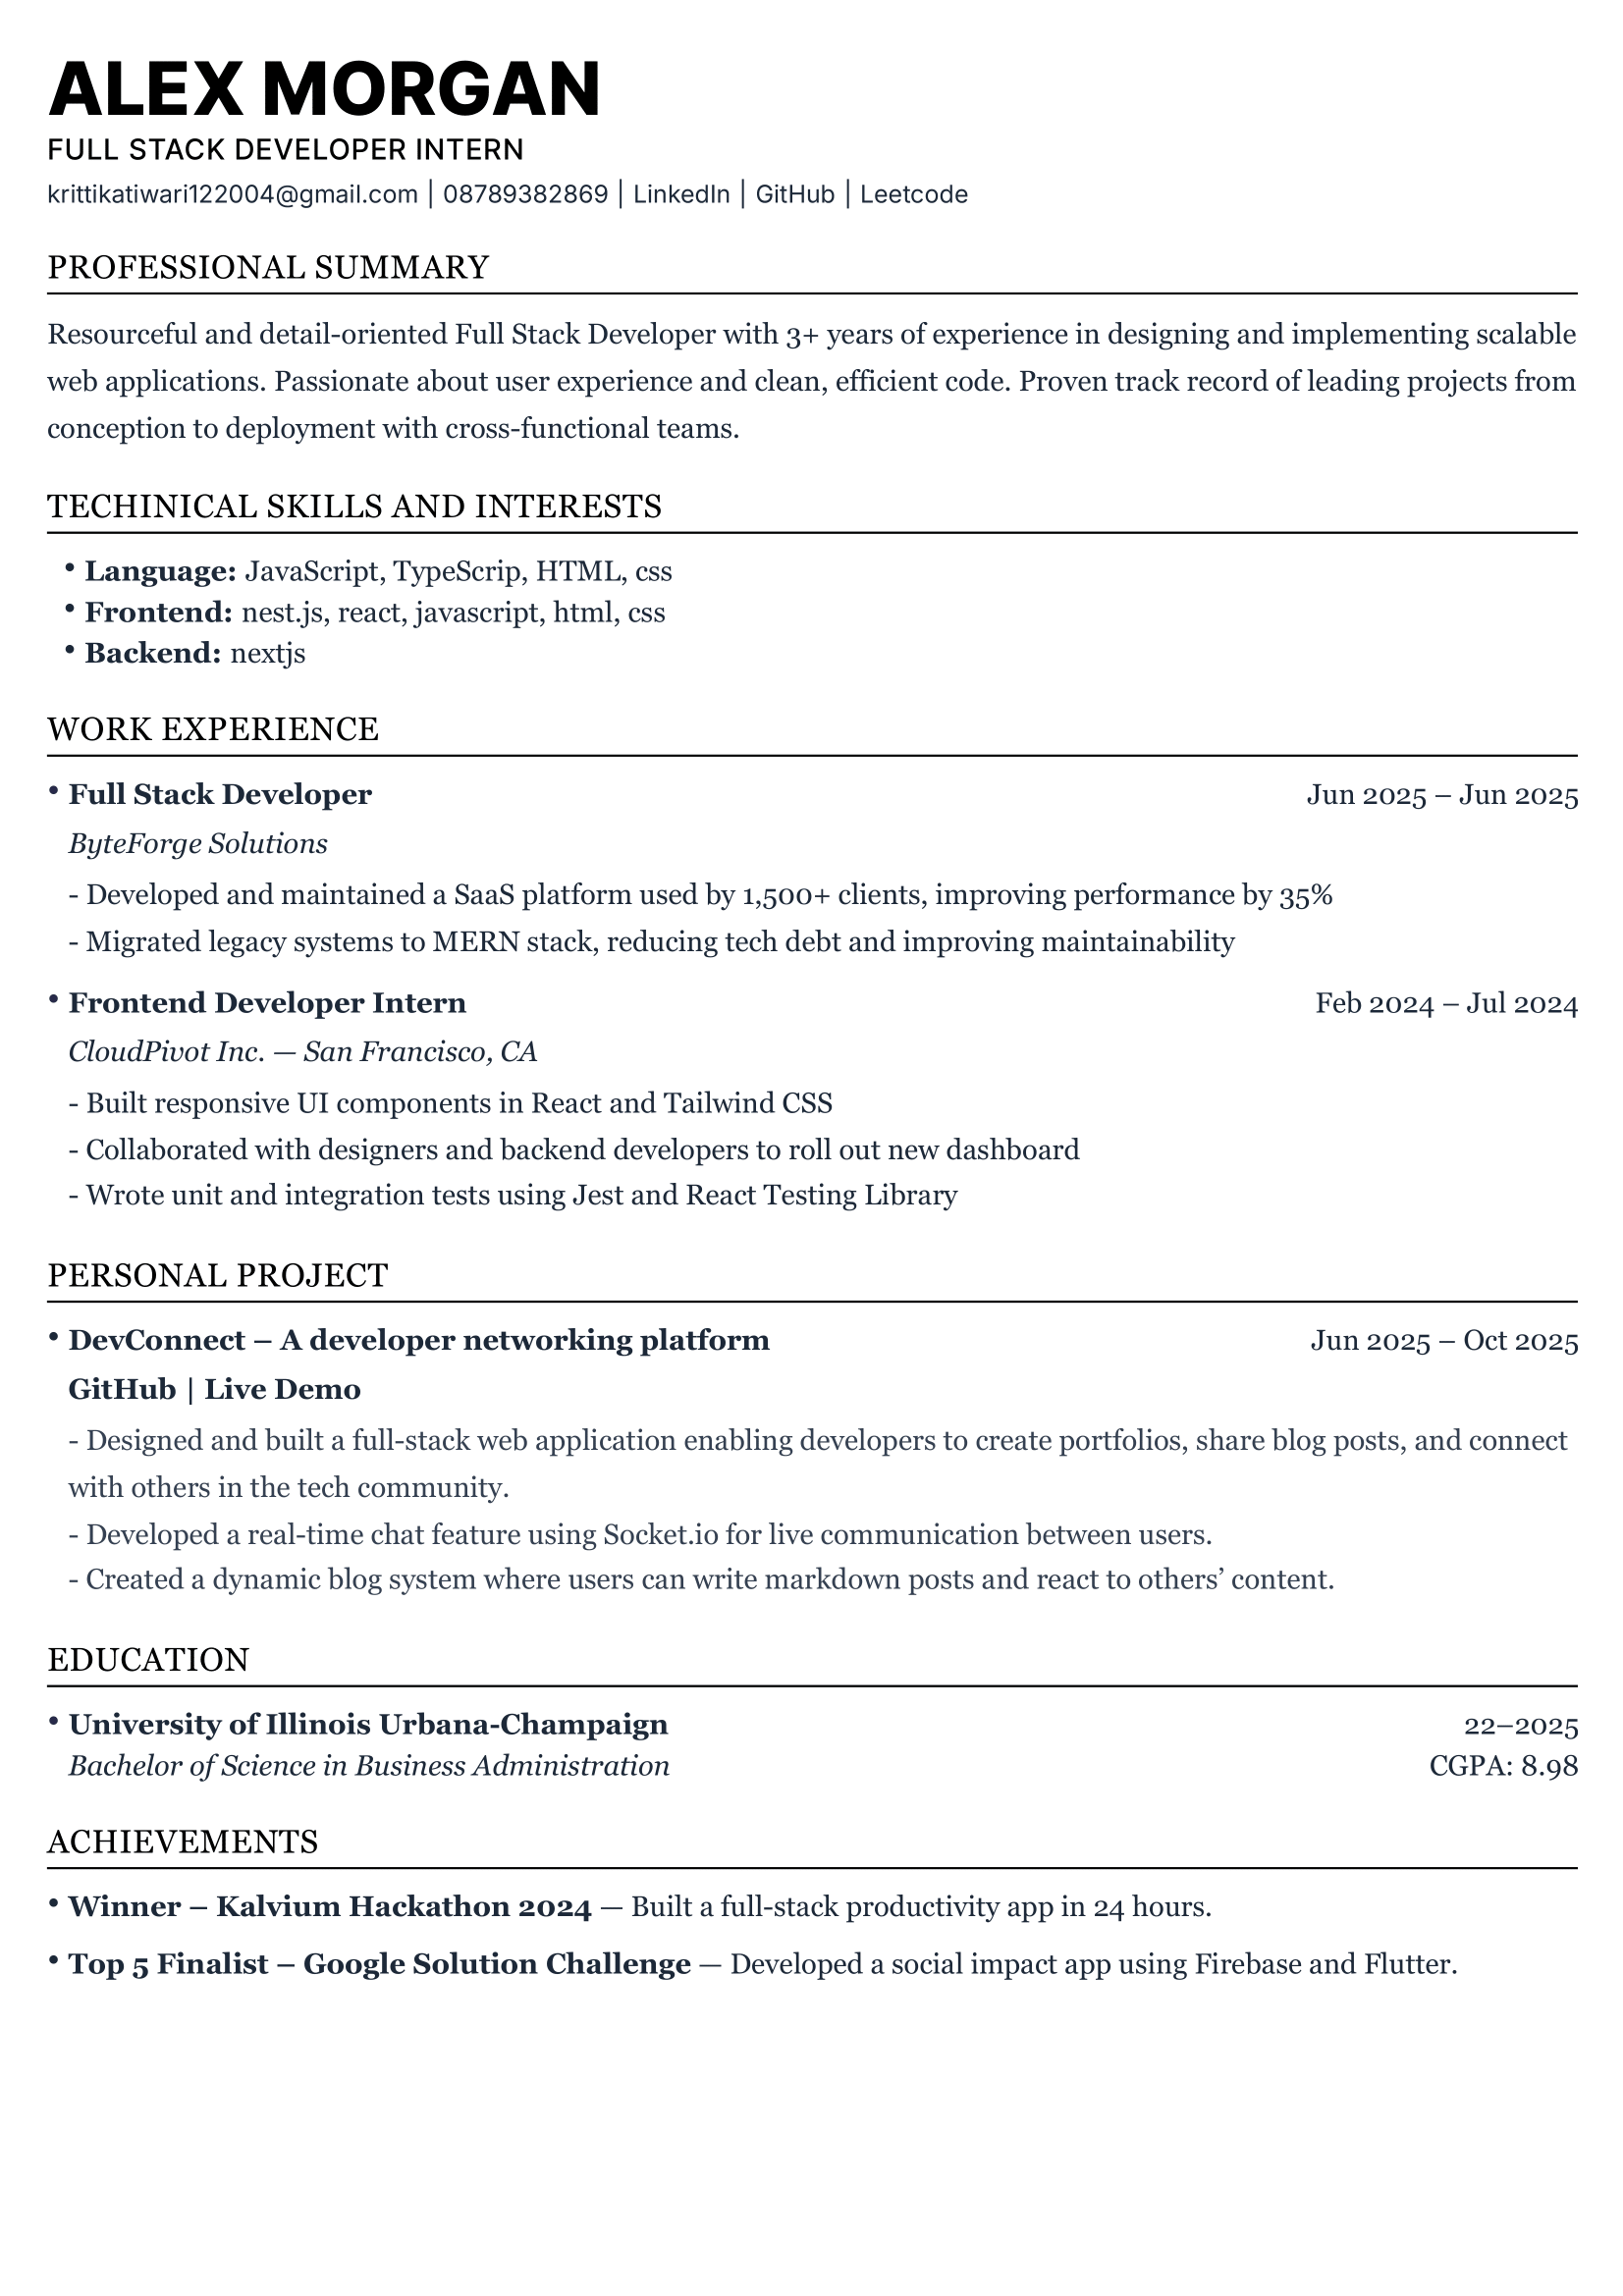 ALEX MORGAN
FULL STACK DEVELOPER INTERN
krittikatiwari122004@gmail.com | 08789382869 | LinkedIn | GitHub | Leetcode
PROFESSIONAL SUMMARY
Resourceful and detail-oriented Full Stack Developer with 3+ years of experience in designing and implementing scalable
web applications. Passionate about user experience and clean, efficient code. Proven track record of leading projects from
conception to deployment with cross-functional teams.
TECHINICAL SKILLS AND INTERESTS
• Language: JavaScript, TypeScrip, HTML, css
• Frontend: nest.js, react, javascript, html, css
• Backend: nextjs
WORK EXPERIENCE
• Full Stack Developer Jun 2025 – Jun 2025
ByteForge Solutions
- Developed and maintained a SaaS platform used by 1,500+ clients, improving performance by 35%
- Migrated legacy systems to MERN stack, reducing tech debt and improving maintainability
• Frontend Developer Intern Feb 2024 – Jul 2024
CloudPivot Inc. — San Francisco, CA
- Built responsive UI components in React and Tailwind CSS
- Collaborated with designers and backend developers to roll out new dashboard
- Wrote unit and integration tests using Jest and React Testing Library
PERSONAL PROJECT
• DevConnect – A developer networking platform Jun 2025 – Oct 2025
GitHub | Live Demo
- Designed and built a full-stack web application enabling developers to create portfolios, share blog posts, and connect
with others in the tech community.
- Developed a real-time chat feature using Socket.io for live communication between users.
- Created a dynamic blog system where users can write markdown posts and react to others’ content.
EDUCATION
• University of Illinois Urbana-Champaign 22–2025
Bachelor of Science in Business Administration CGPA: 8.98
ACHIEVEMENTS
• Winner – Kalvium Hackathon 2024 — Built a full-stack productivity app in 24 hours.
• Top 5 Finalist – Google Solution Challenge — Developed a social impact app using Firebase and Flutter.